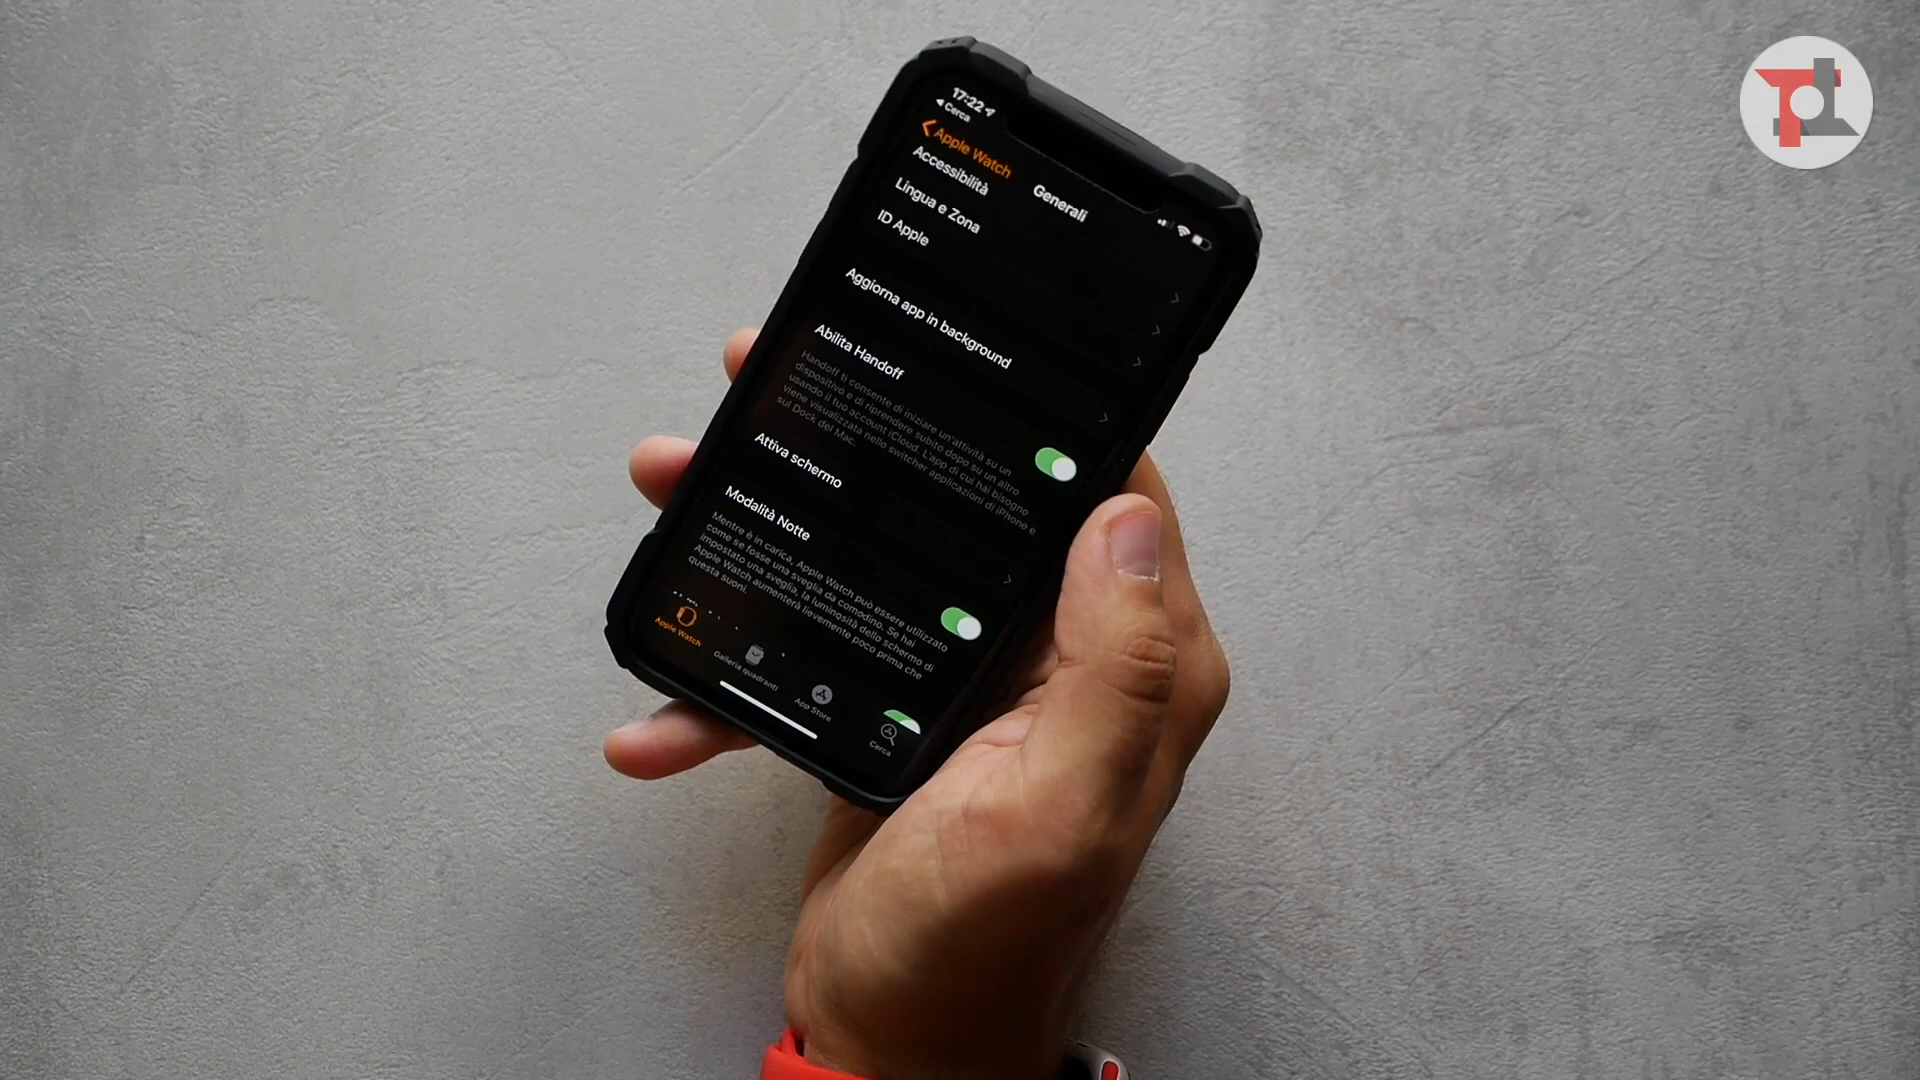 17:22
Cerca
Apple Watch
Generali
Accessibilità
Lingua e Zona
ID Apple
Aggiorna app in background
Abilita Handoff
Handoff ti consente di iniziare un'attività su un
dispositivo e di riprendere subito dopo su un altro
usando il tuo account iCloud. L'app di cui hai bisogno
viene visualizzata nello switcher applicazioni di iPhone e
sul Dock del Mac.
Attiva schermo
Modalità Notte
Mentre è in carica, Apple Watch può essere utilizzato
come se fosse una sveglia da comodino. Se hai
impostato una sveglia, la luminosità dello schermo di
Apple Watch aumenterà lievemente poco prima che
questa suoni.
Apple Watch
Galleria quadranti
App Store
Cerca